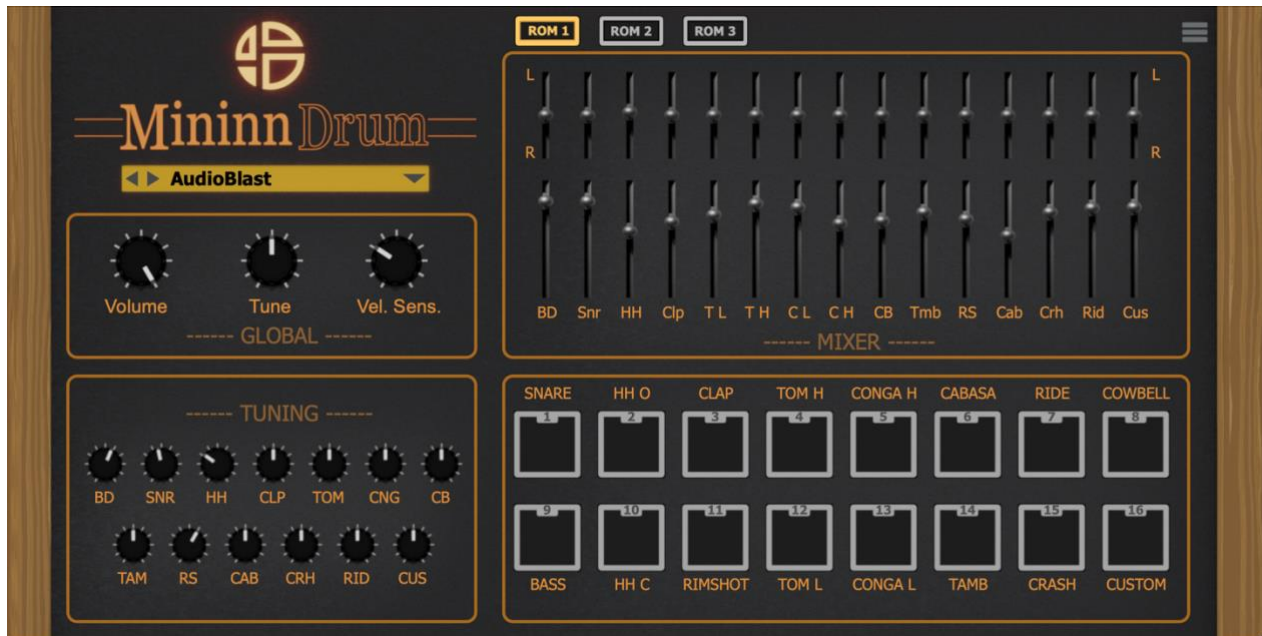 Mininn Drum
AudioBlast
Volume Tune Vel. Sens.
------ GLOBAL ------
------ TUNING ------
BD SNR HH CLP TOM CNG CB
TAM RS CAB CRH RID CUS
ROM 1 ROM 2 ROM 3
L L
R R
BD Snr HH Clp T L T H C L C H CB Tmb RS Cab Crh Rid Cus
------ MIXER ------
SNARE HH O CLAP TOM H CONGA H CABASA RIDE COWBELL
1 2 3 4 5 6 7 8
9 10 11 12 13 14 15 16
BASS HH C RIMSHOT TOM L CONGA L TAMB CRASH CUSTOM